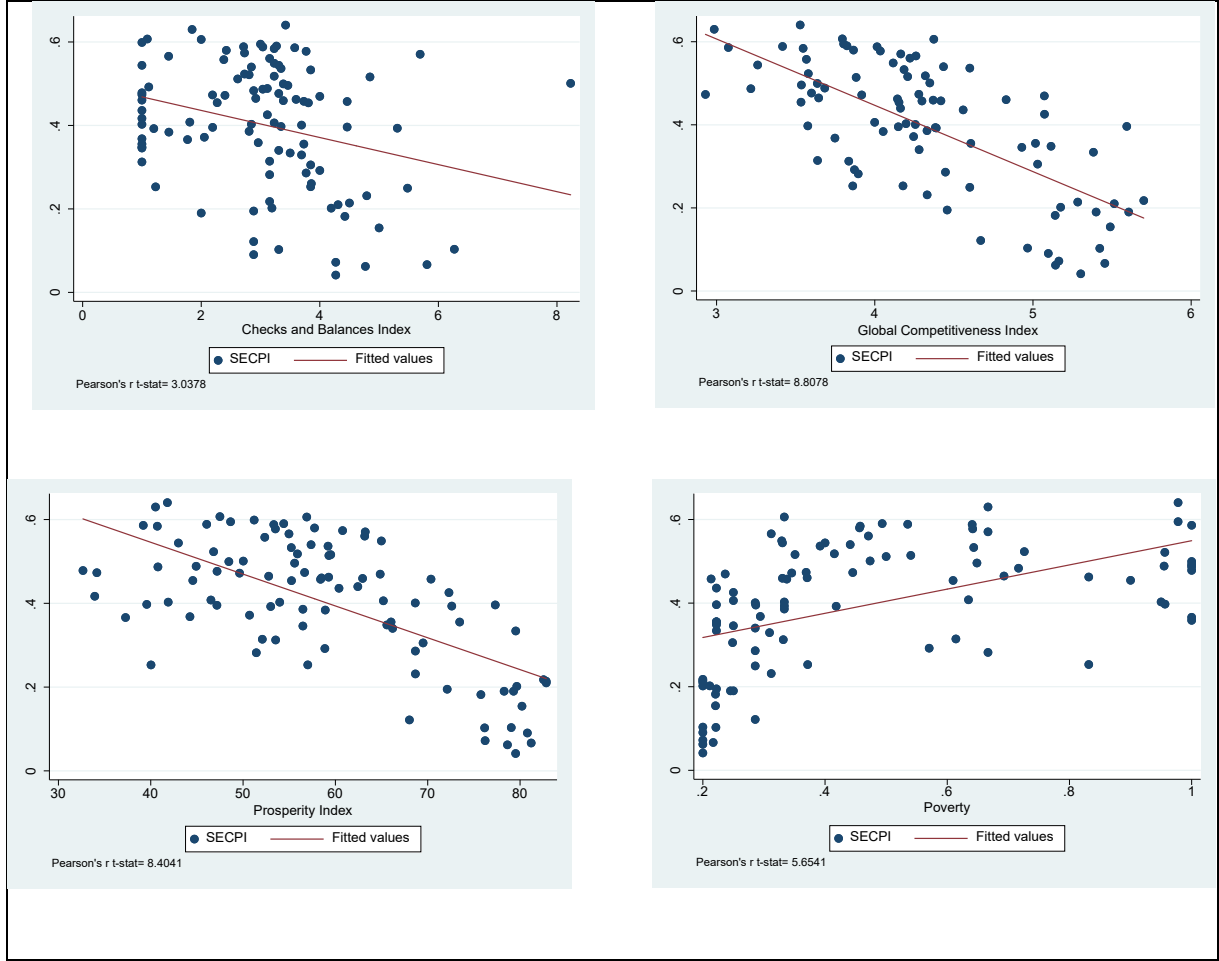 .6
.4
.2
0
0 2 4 6 8
Checks and Balances Index
SECPI Fitted values
Pearson's r t-stat= 3.0378
.6
.4
.2
0
3 4 5 6
Global Competitiveness Index
SECPI Fitted values
Pearson's r t-stat= 8.8078
.6
.4
.2
0
30 40 50 60 70 80
Prosperity Index
SECPI Fitted values
Pearson's r t-stat= 8.4041
.6
.4
.2
0
.2 .4 .6 .8 1
Poverty
SECPI Fitted values
Pearson's r t-stat= 5.6541